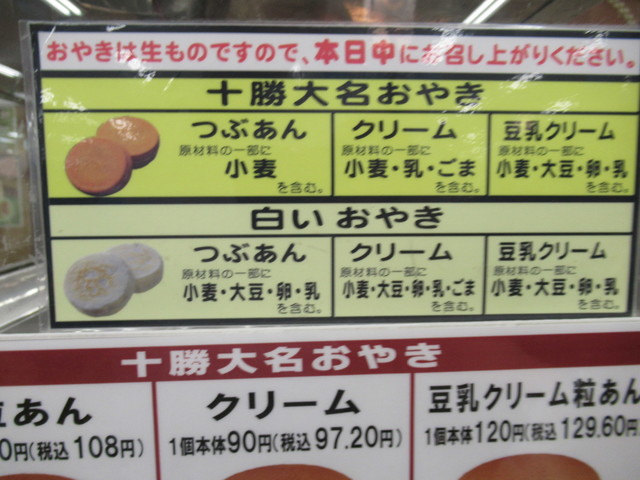 おやきは生ものですので、本日中にお召し上がりください。
十勝大名おやき
つぶあん
原材料の一部に
小麦
を含む。
クリーム
原材料の一部に
小麦・乳・ごま
を含む。
豆乳クリーム
原材料の一部に
小麦・大豆・卵・乳
を含む。
白いおやき
つぶあん
原材料の一部に
小麦・大豆・卵・乳
を含む。
クリーム
原材料の一部に
小麦・大豆・卵・乳・ごま
を含む。
豆乳クリーム
原材料の一部に
小麦・大豆・卵・乳
を含む。
十勝大名おやき
粒あん
0円(税込108円)
クリーム
1個本体90円(税込97.20円)
豆乳クリーム粒あん
1個本体120円(税込129.60円)